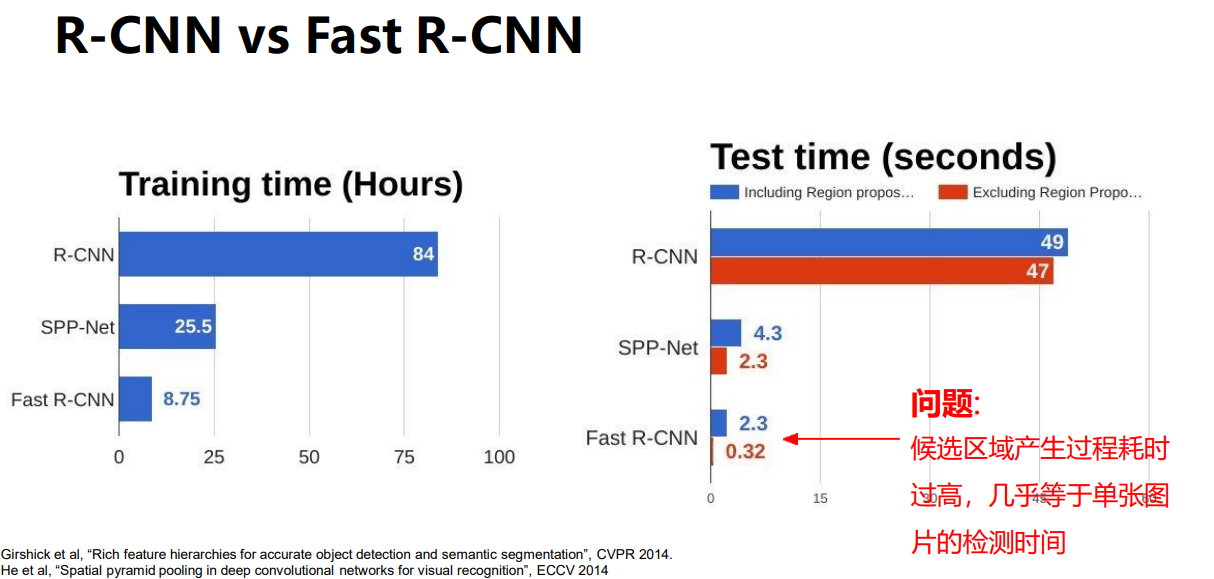 R-CNN vs Fast R-CNN
Training time (Hours)
R-CNN
84
SPP-Net
25.5
Fast R-CNN
8.75
0 25 50 75 100
Test time (seconds)
Including Region propos… Excluding Region Propo…
R-CNN
49
47
SPP-Net
4.3
2.3
Fast R-CNN
2.3
0.32
0 15 30 45 60
问题:
候选区域产生过程耗时
过高，几乎等于单张图
片的检测时间
Girshick et al, “Rich feature hierarchies for accurate object detection and semantic segmentation”, CVPR 2014.
He et al, “Spatial pyramid pooling in deep convolutional networks for visual recognition”, ECCV 2014